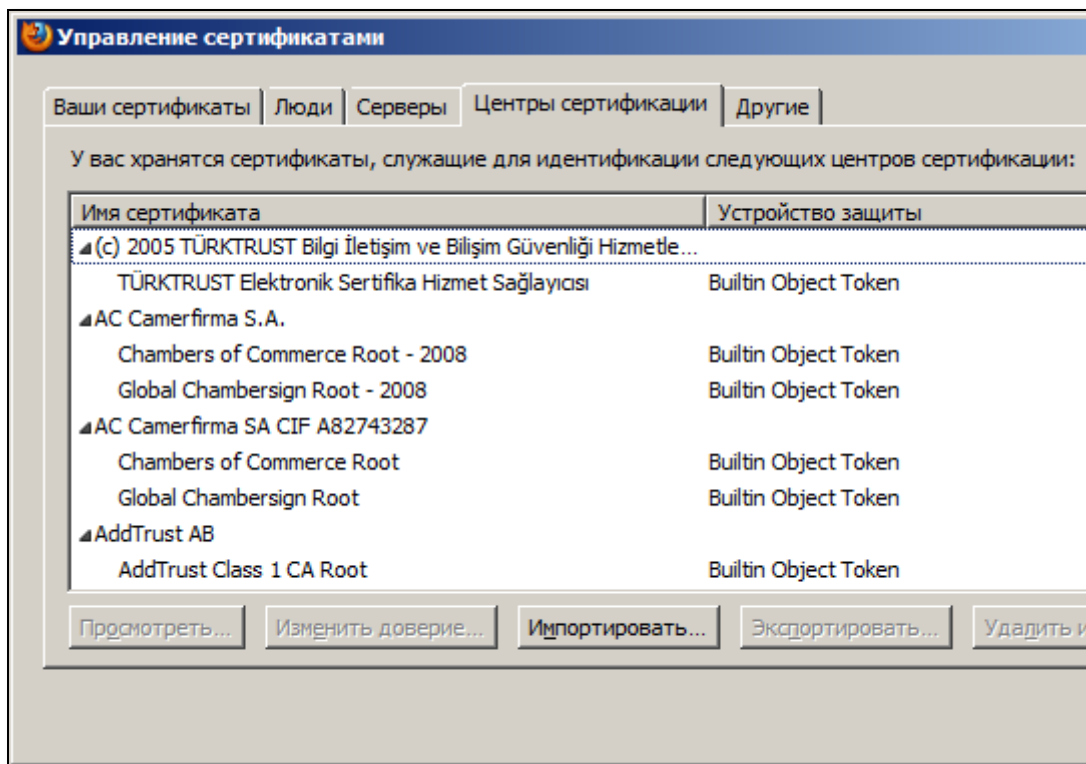 Управление сертификатами
Ваши сертификаты Люди Серверы Центры сертификации Другие
У вас хранятся сертификаты, служащие для идентификации следующих центров сертификации:
Имя сертификата Устройство защиты
(c) 2005 TÜRKTRUST Bilgi İletişim ve Bilişim Güvenliği Hizmetle...
TÜRKTRUST Elektronik Sertifika Hizmet Sağlayıcısı Builtin Object Token
AC Camerfirma S.A.
Chambers of Commerce Root - 2008 Builtin Object Token
Global Chambersign Root - 2008 Builtin Object Token
AC Camerfirma SA CIF A82743287
Chambers of Commerce Root Builtin Object Token
Global Chambersign Root Builtin Object Token
AddTrust AB
AddTrust Class 1 CA Root Builtin Object Token
Просмотреть... Изменить доверие... Импортировать... Экспортировать... Удалить и